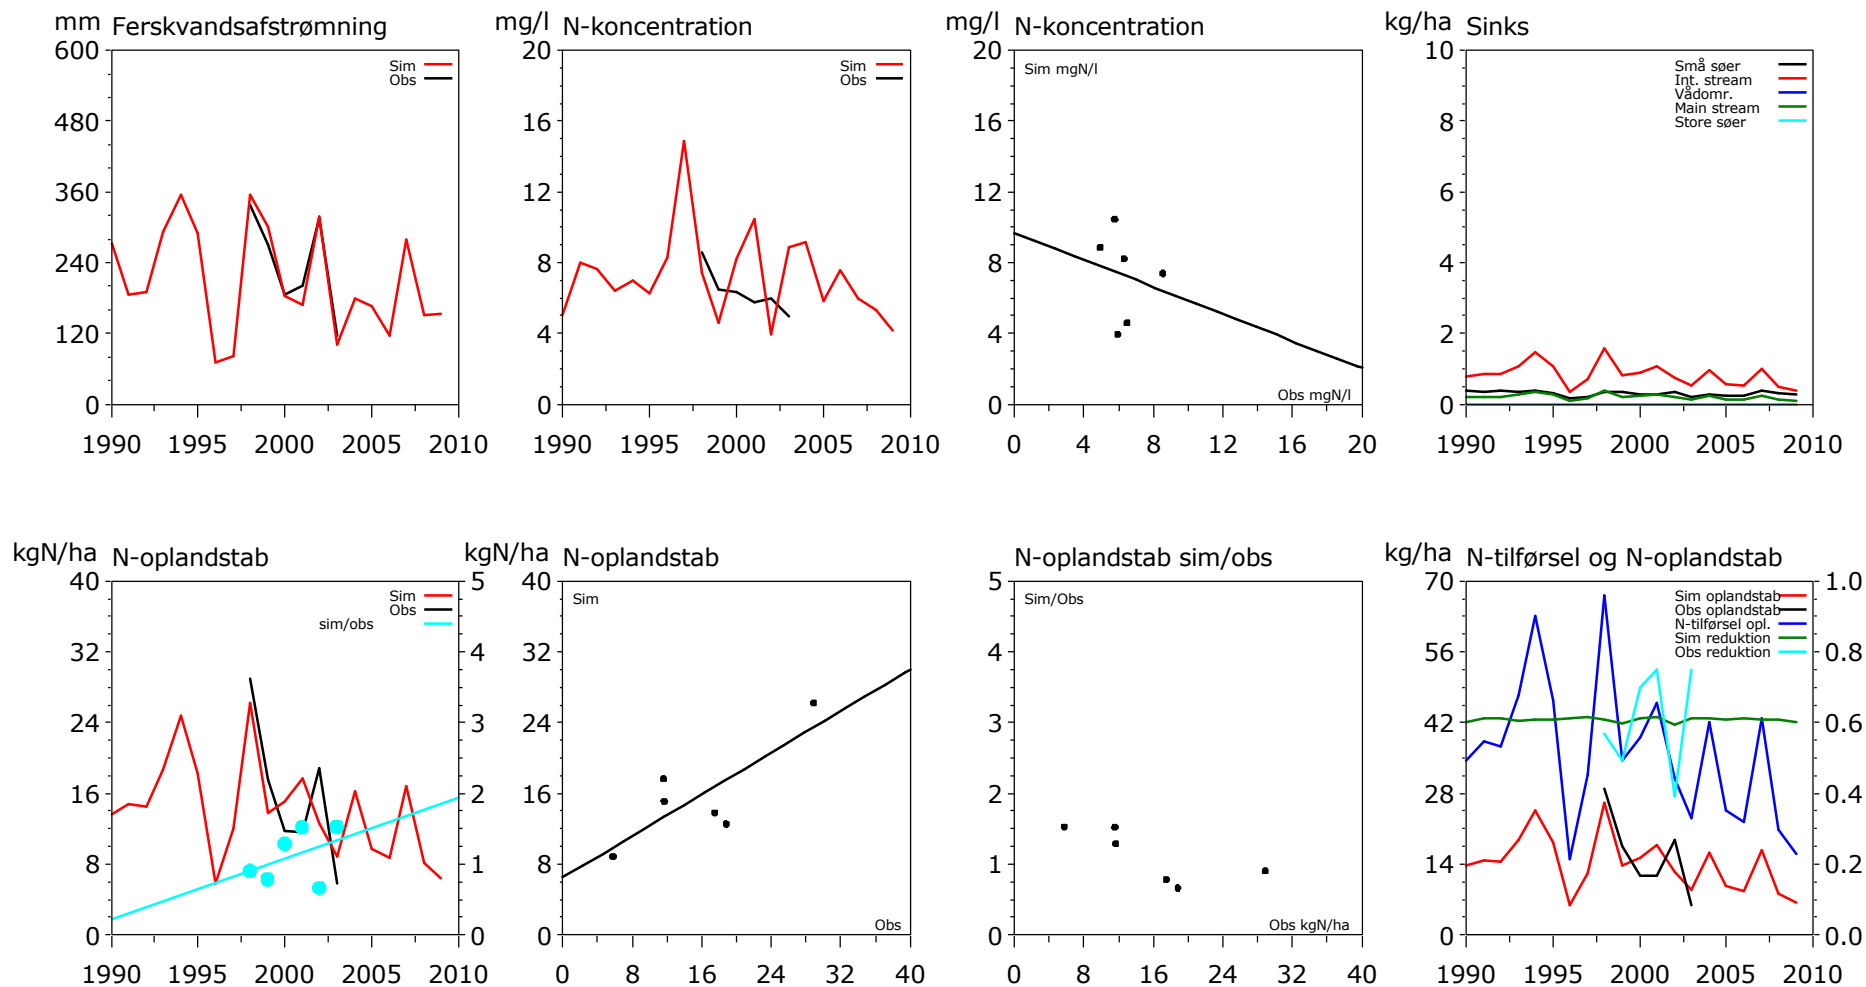 mm Ferskvandsafstrømning
600
480
360
240
120
0
1990 1995 2000 2005 2010
Sim
Obs
mg/l N-koncentration
20
16
12
8
4
0
1990 1995 2000 2005 2010
Sim
Obs
mg/l N-koncentration
20
16
12
8
4
0
0 4 8 12 16 20
Sim mgN/l
Obs mgN/l
kg/ha Sinks
10
8
6
4
2
0
1990 1995 2000 2005 2010
Små søer
Int. stream
Vådomr.
Main stream
Store søer
kgN/ha N-oplandstab
40
32
24
16
8
0
5
4
3
2
1
0
1990 1995 2000 2005 2010
Sim
Obs
sim/obs
kgN/ha N-oplandstab
40
32
24
16
8
0
0 8 16 24 32 40
Sim
Obs
N-oplandstab sim/obs
5
4
3
2
1
0
0 8 16 24 32 40
Sim/Obs
Obs kgN/ha
kg/ha N-tilførsel og N-oplandstab
70
56
42
28
14
0
1.0
0.8
0.6
0.4
0.2
0.0
1990 1995 2000 2005 2010
Sim oplandstab
Obs oplandstab
N-tilførsel opl.
Sim reduktion
Obs reduktion